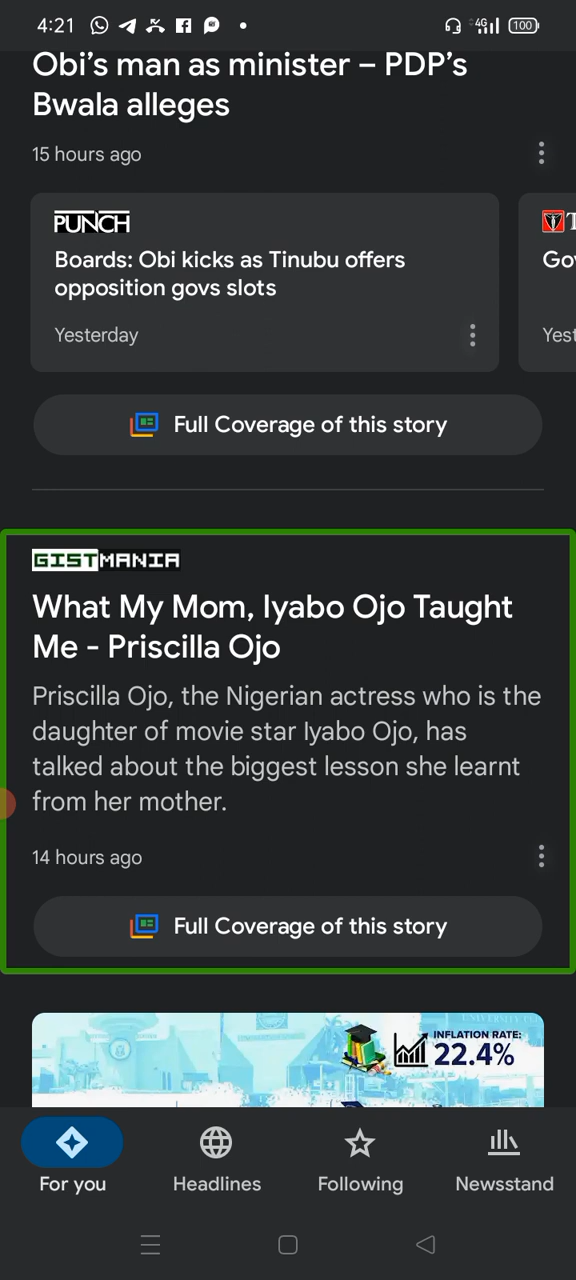 4:21
4G
100
Obi's man as minister – PDP's
Bwala alleges
15 hours ago
PUNCH
Boards: Obi kicks as Tinubu offers
opposition govs slots
Yesterday
T
Go
Yest
Full Coverage of this story
GISTMANIA
What My Mom, Iyabo Ojo Taught
Me - Priscilla Ojo
Priscilla Ojo, the Nigerian actress who is the
daughter of movie star Iyabo Ojo, has
talked about the biggest lesson she learnt
from her mother.
14 hours ago
Full Coverage of this story
INFLATION RATE:
22.4%
For you
Headlines
Following
Newsstand